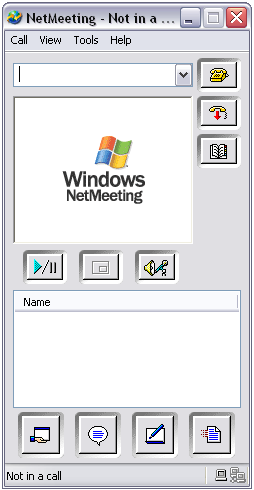 NetMeeting - Not in a ...
Call View Tools Help
Windows
NetMeeting
Name
Not in a call